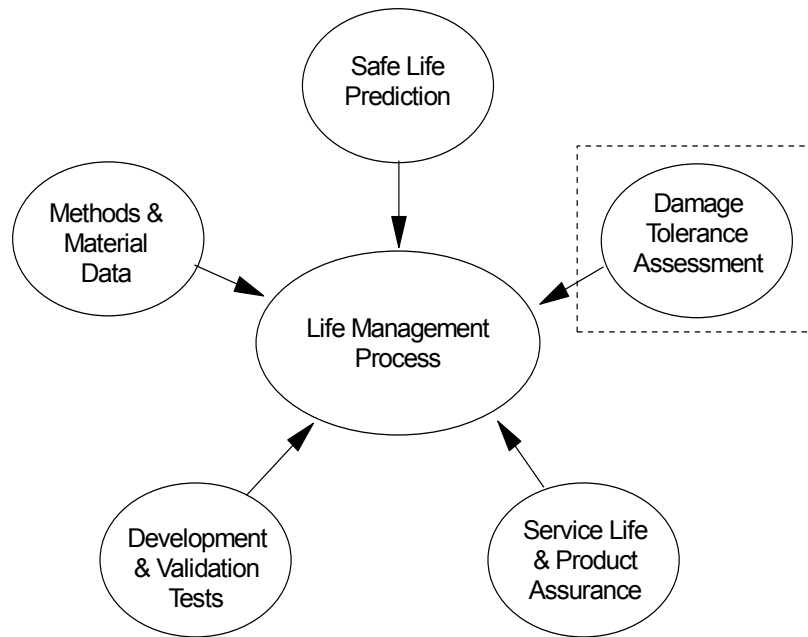 Safe Life
Prediction
Methods &
Material
Data
Damage
Tolerance
Assessment
Life Management
Process
Development
& Validation
Tests
Service Life
& Product
Assurance